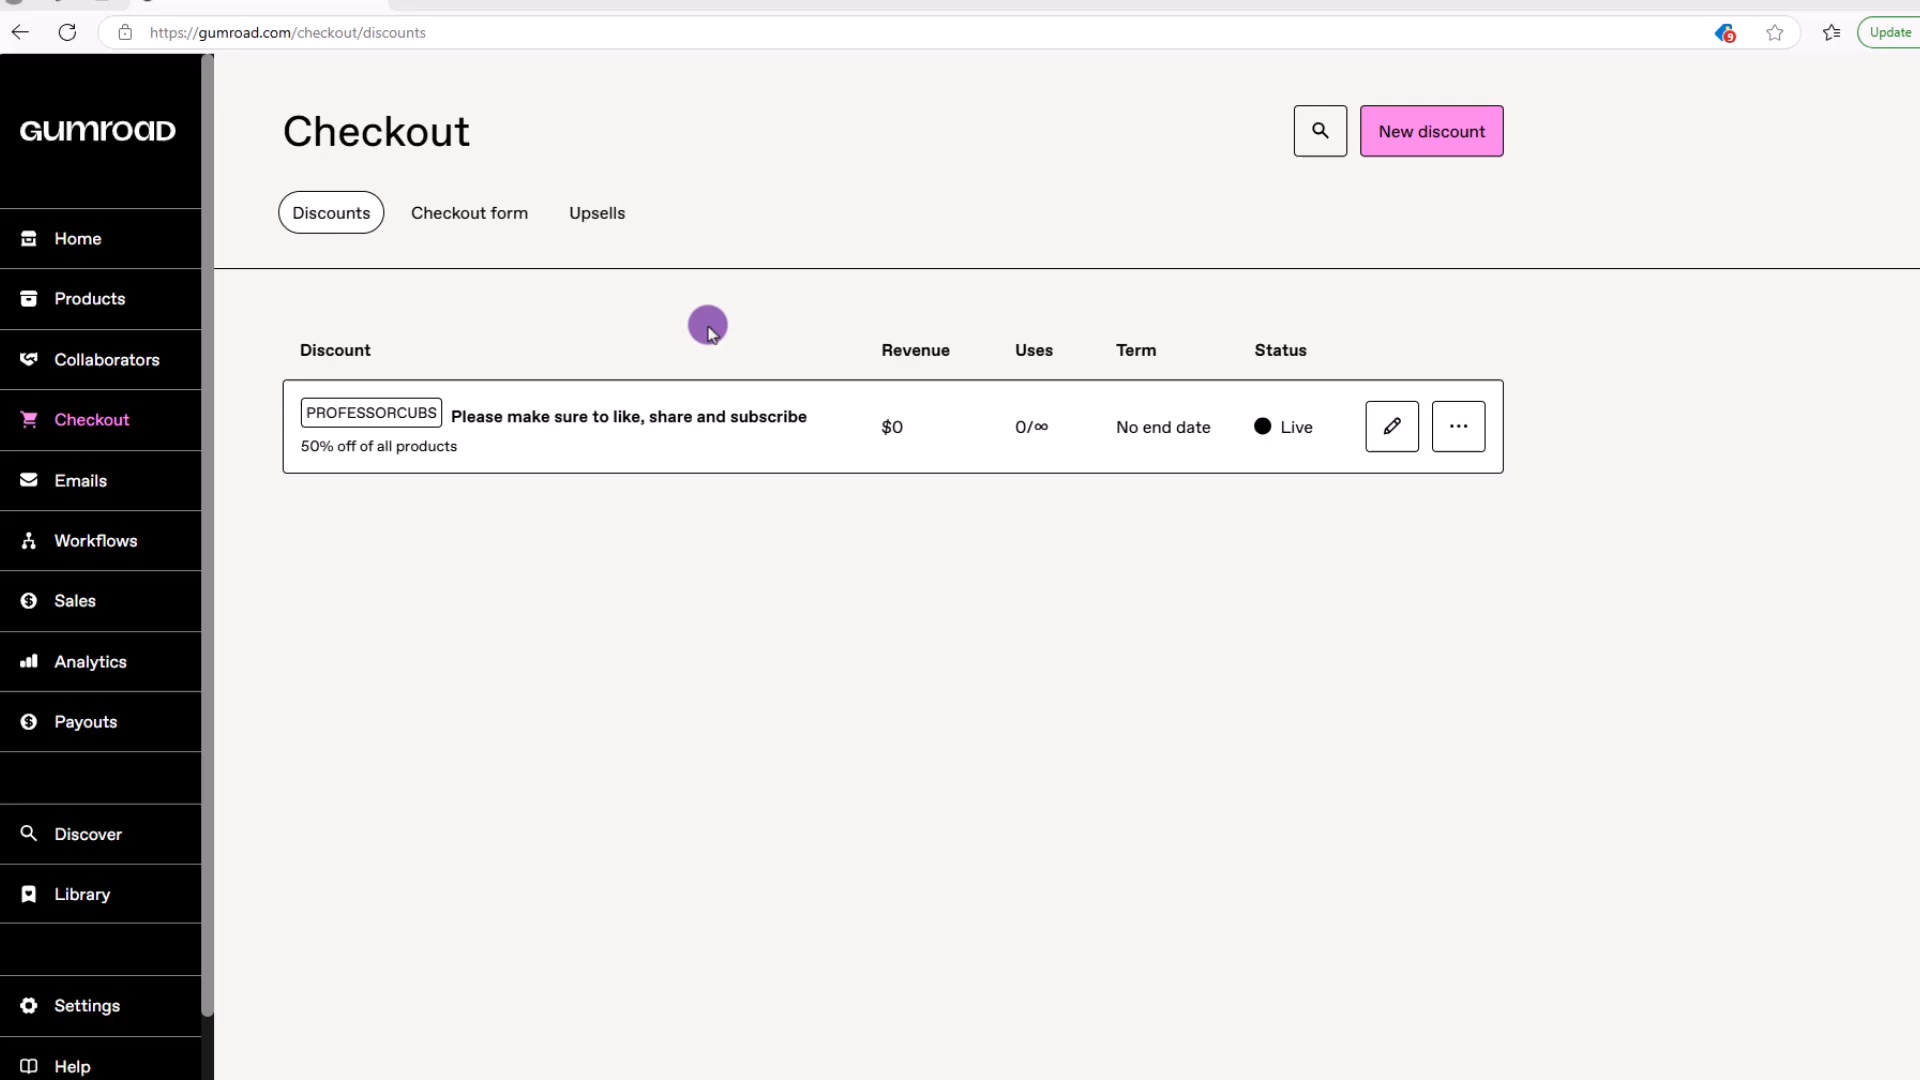 https://gumroad.com/checkout/discounts
9
Update
GUMROAD
Home
Products
Collaborators
Checkout
Emails
Workflows
Sales
Analytics
Payouts
Discover
Library
Settings
Help
Checkout
New discount
Discounts Checkout form Upsells
Discount Revenue Uses Term Status
PROFESSORCUBS Please make sure to like, share and subscribe
50% off of all products
$0 0/∞ No end date Live